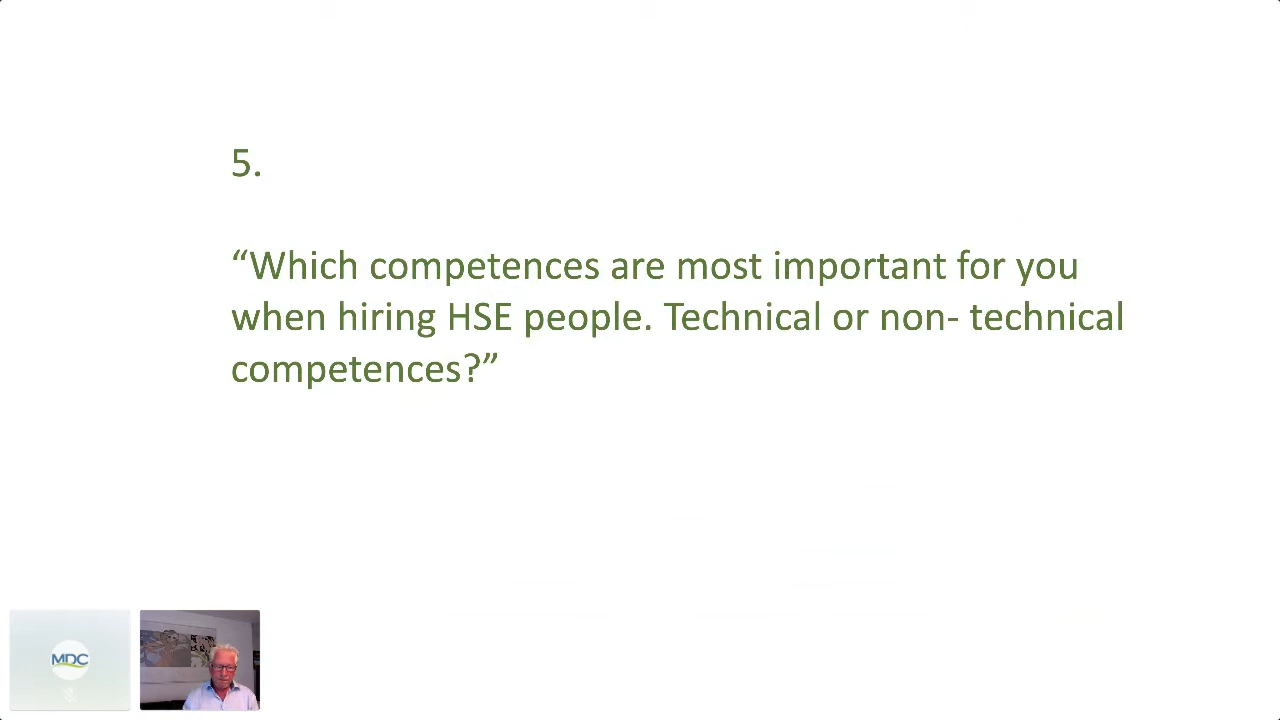 5.
“Which competences are most important for you
when hiring HSE people. Technical or non- technical
competences?”
MDC